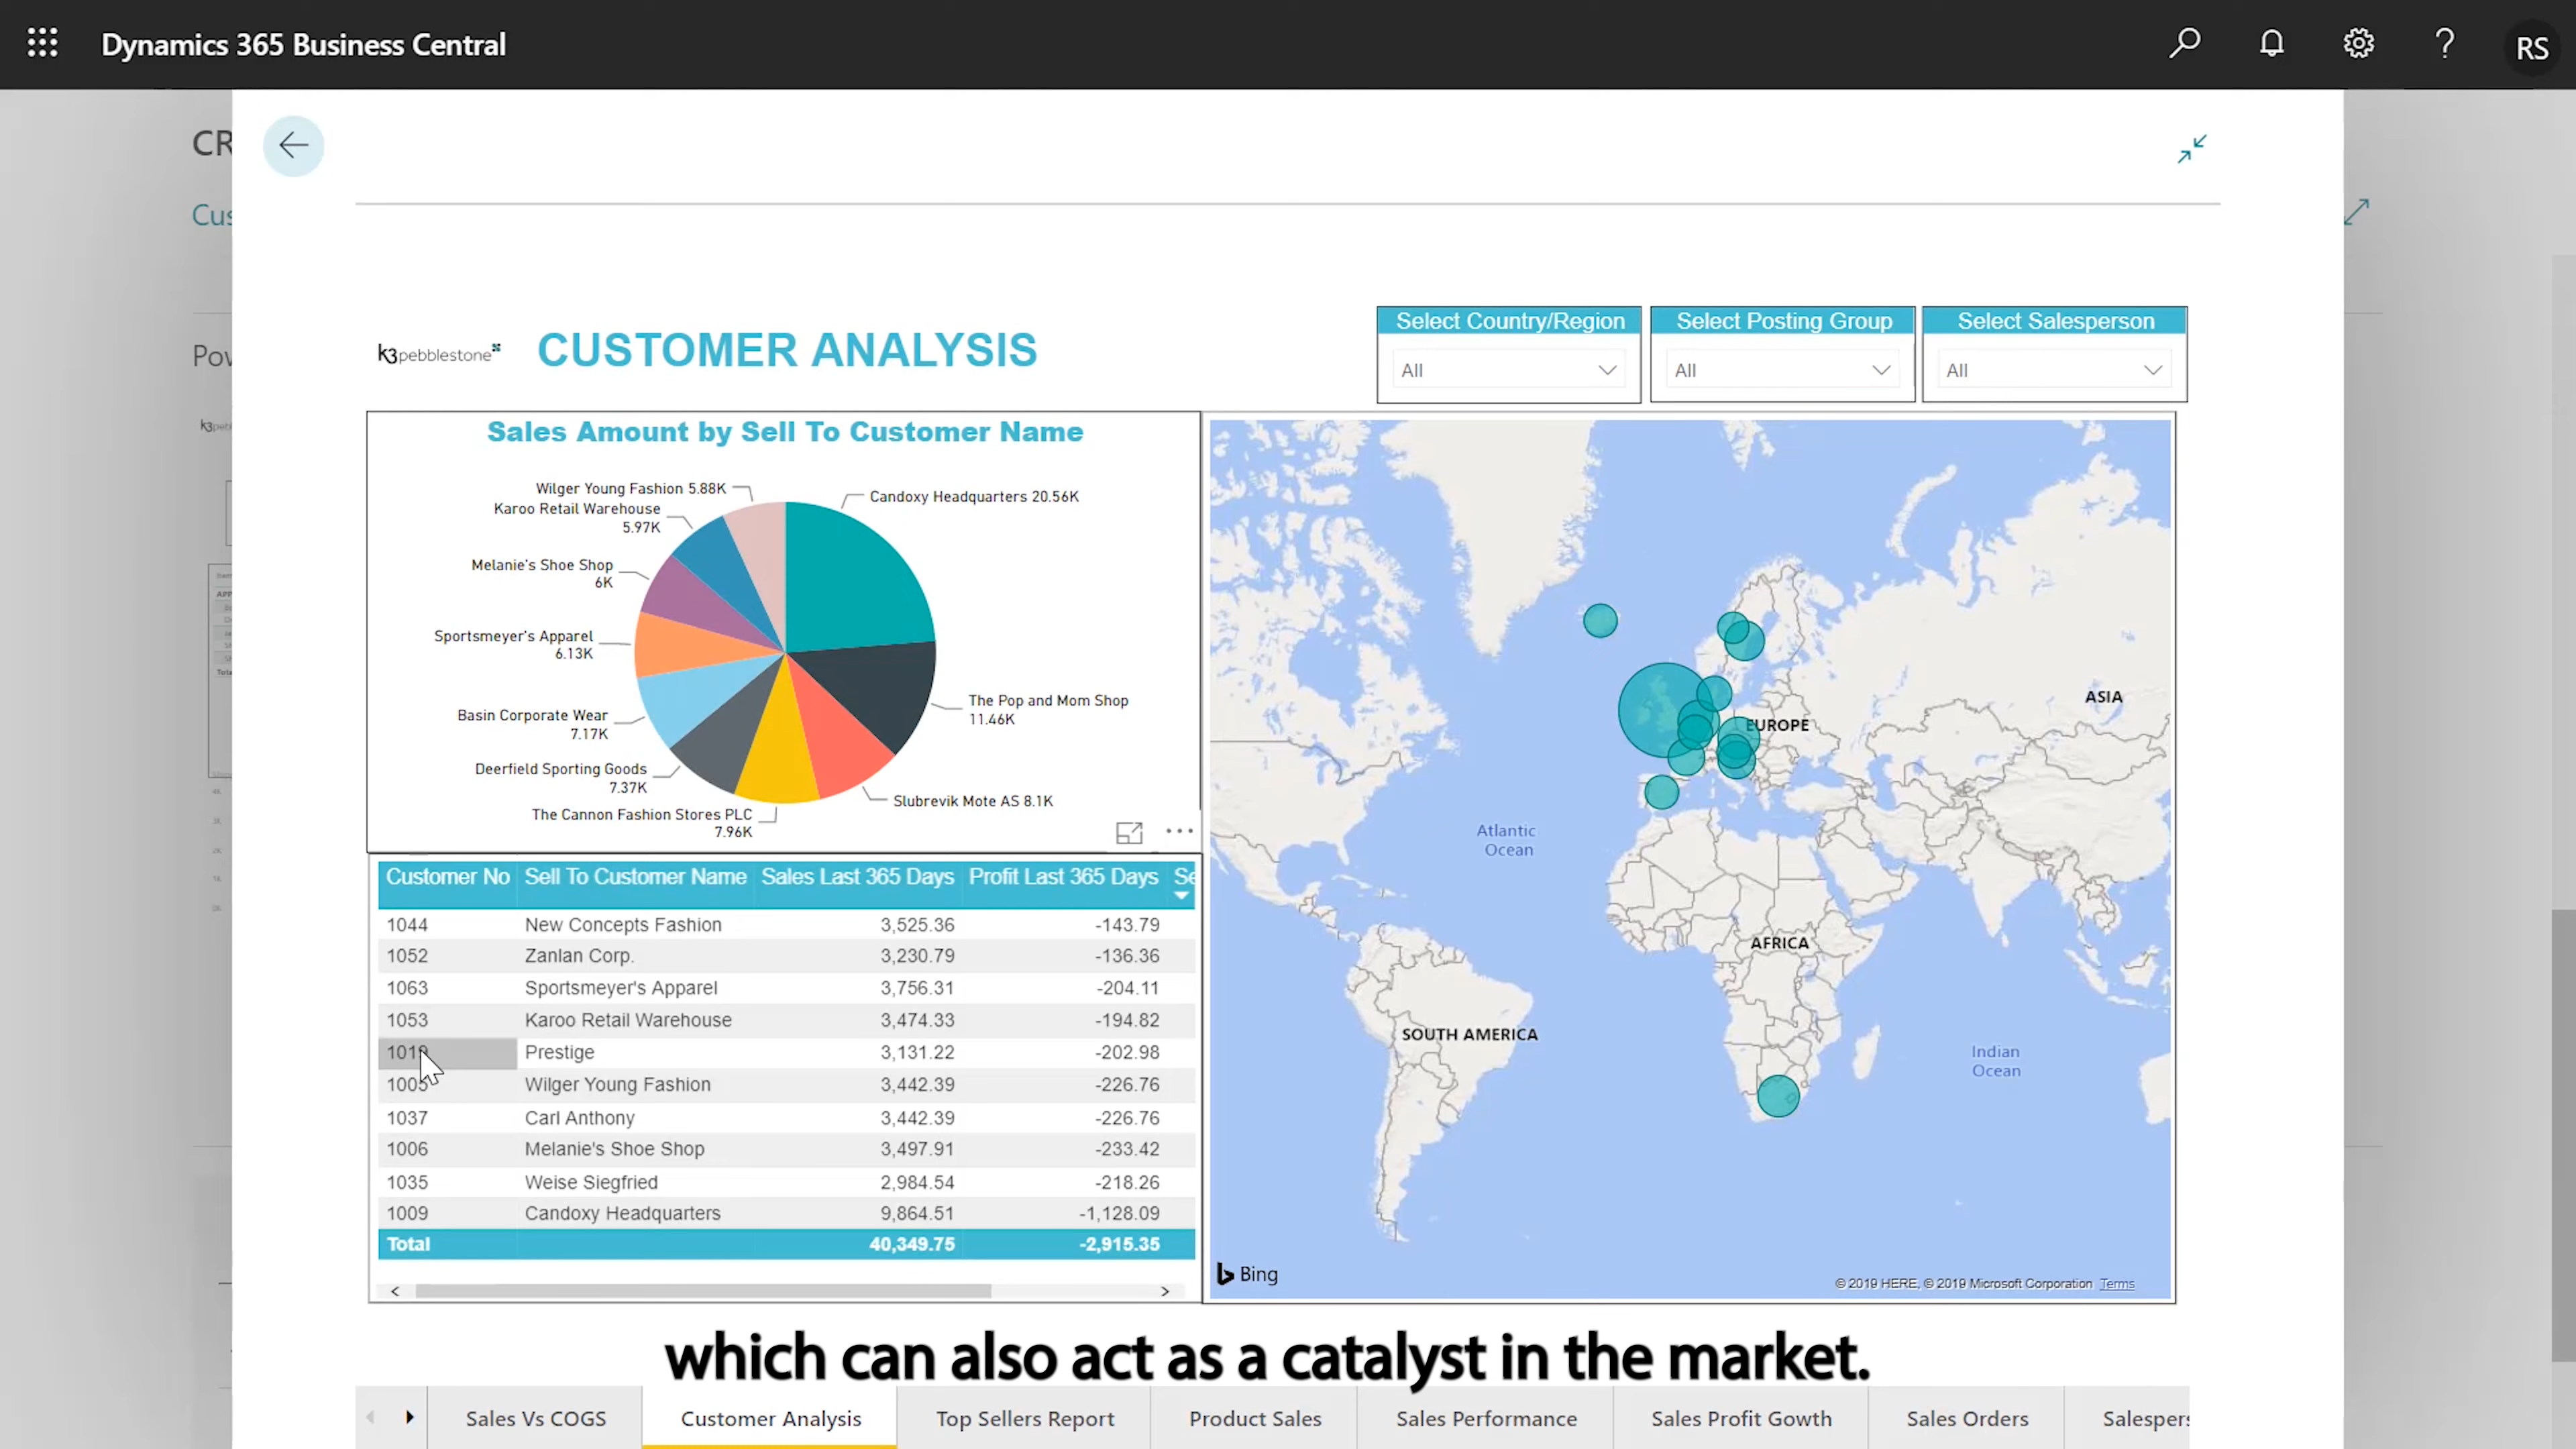 Dynamics 365 Business Central
RS
CR
Cus
Pow
k3pebblestone
CUSTOMER ANALYSIS
Select Country/Region
All
Select Posting Group
All
Select Salesperson
All
Sales Amount by Sell To Customer Name
Wilger Young Fashion 5.88K
Karoo Retail Warehouse
5.97K
Melanie's Shoe Shop
6K
Sportsmeyer's Apparel
6.13K
Basin Corporate Wear
7.17K
Deerfield Sporting Goods
7.37K
The Cannon Fashion Stores PLC
7.96K
Candoxy Headquarters 20.56K
The Pop and Mom Shop
11.46K
Slubrevik Mote AS 8.1K
Customer No Sell To Customer Name Sales Last 365 Days Profit Last 365 Days Se
1044 New Concepts Fashion 3,525.36 -143.79
1052 Zanlan Corp. 3,230.79 -136.36
1063 Sportsmeyer's Apparel 3,756.31 -204.11
1053 Karoo Retail Warehouse 3,474.33 -194.82
Prestige 3,131.22 -202.98
1005 Wilger Young Fashion 3,442.39 -226.76
1037 Carl Anthony 3,442.39 -226.76
1006 Melanie's Shoe Shop 3,497.91 -233.42
1035 Weise Siegfried 2,984.54 -218.26
1009 Candoxy Headquarters 9,864.51 -1,128.09
Total 40,349.75 -2,915.35
ASIA
EUROPE
Atlantic
Ocean
AFRICA
SOUTH AMERICA
Indian
Ocean
Bing
© 2019 HERE, © 2019 Microsoft Corporation Terms
which can also act as a catalyst in the market.
Sales Vs COGS
Customer Analysis
Top Sellers Report
Product Sales
Sales Performance
Sales Profit Gowth
Sales Orders
Salespers